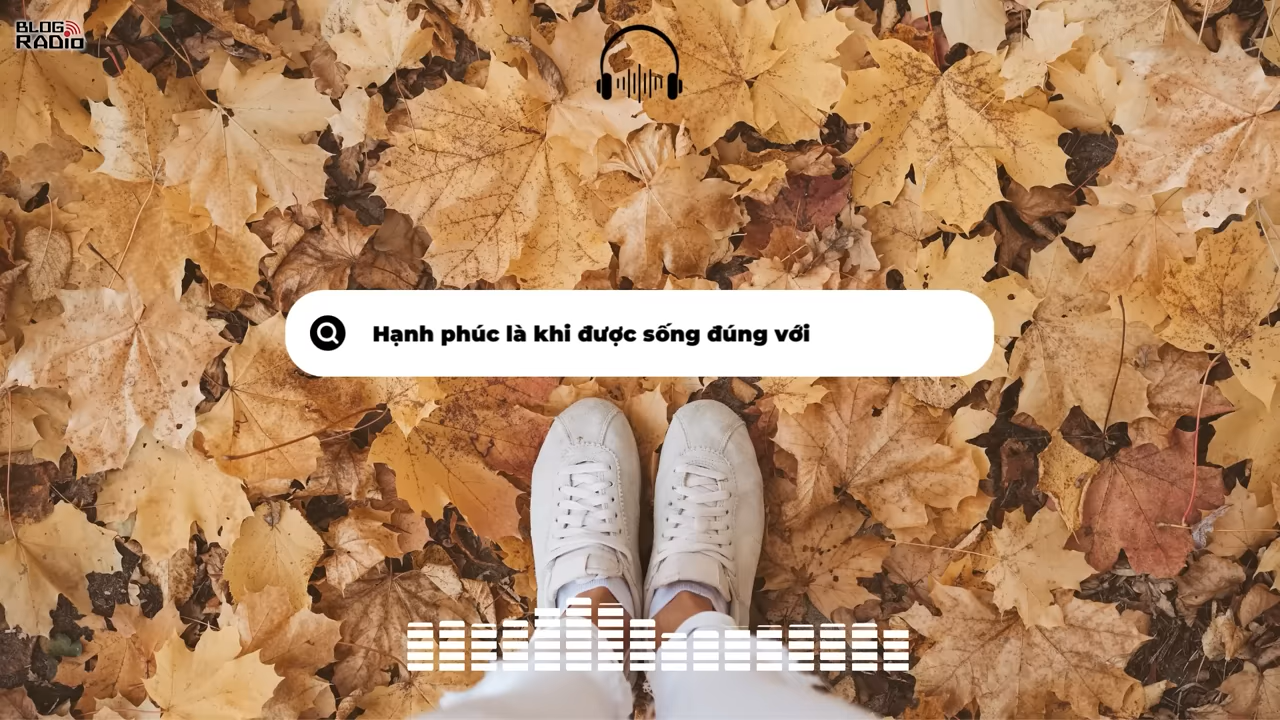 BLOG
RADIO
Hạnh phúc là khi được sống đúng với